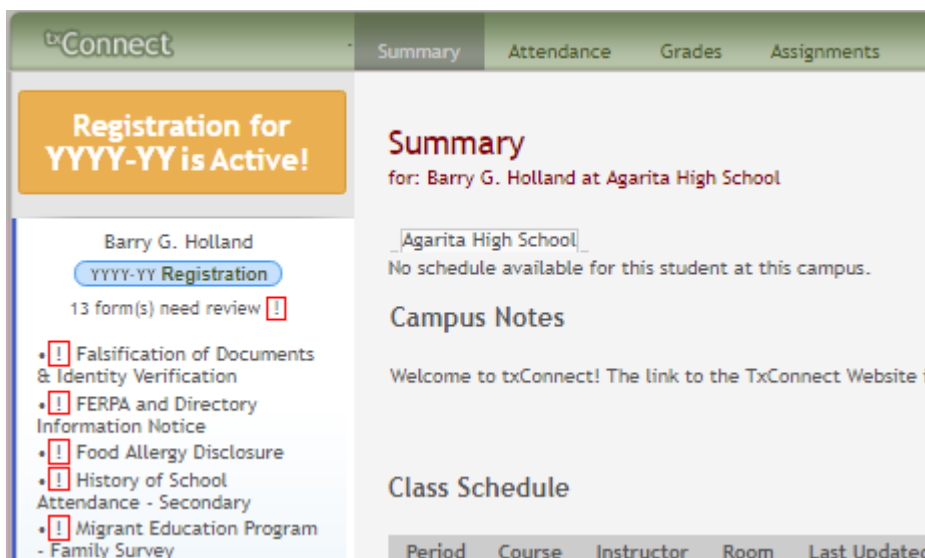 txConnect
Summary Attendance Grades Assignments
Registration for
YYYY-YY is Active!
Barry G. Holland
YYYY-YY Registration
13 form(s) need review !
• ! Falsification of Documents
& Identity Verification
• ! FERPA and Directory
Information Notice
• ! Food Allergy Disclosure
• ! History of School
Attendance - Secondary
• ! Migrant Education Program
- Family Survey
Summary
for: Barry G. Holland at Agarita High School
Agarita High School
No schedule available for this student at this campus.
Campus Notes
Welcome to txConnect! The link to the TxConnect Website
Class Schedule
Period Course Instructor Room Last Updated